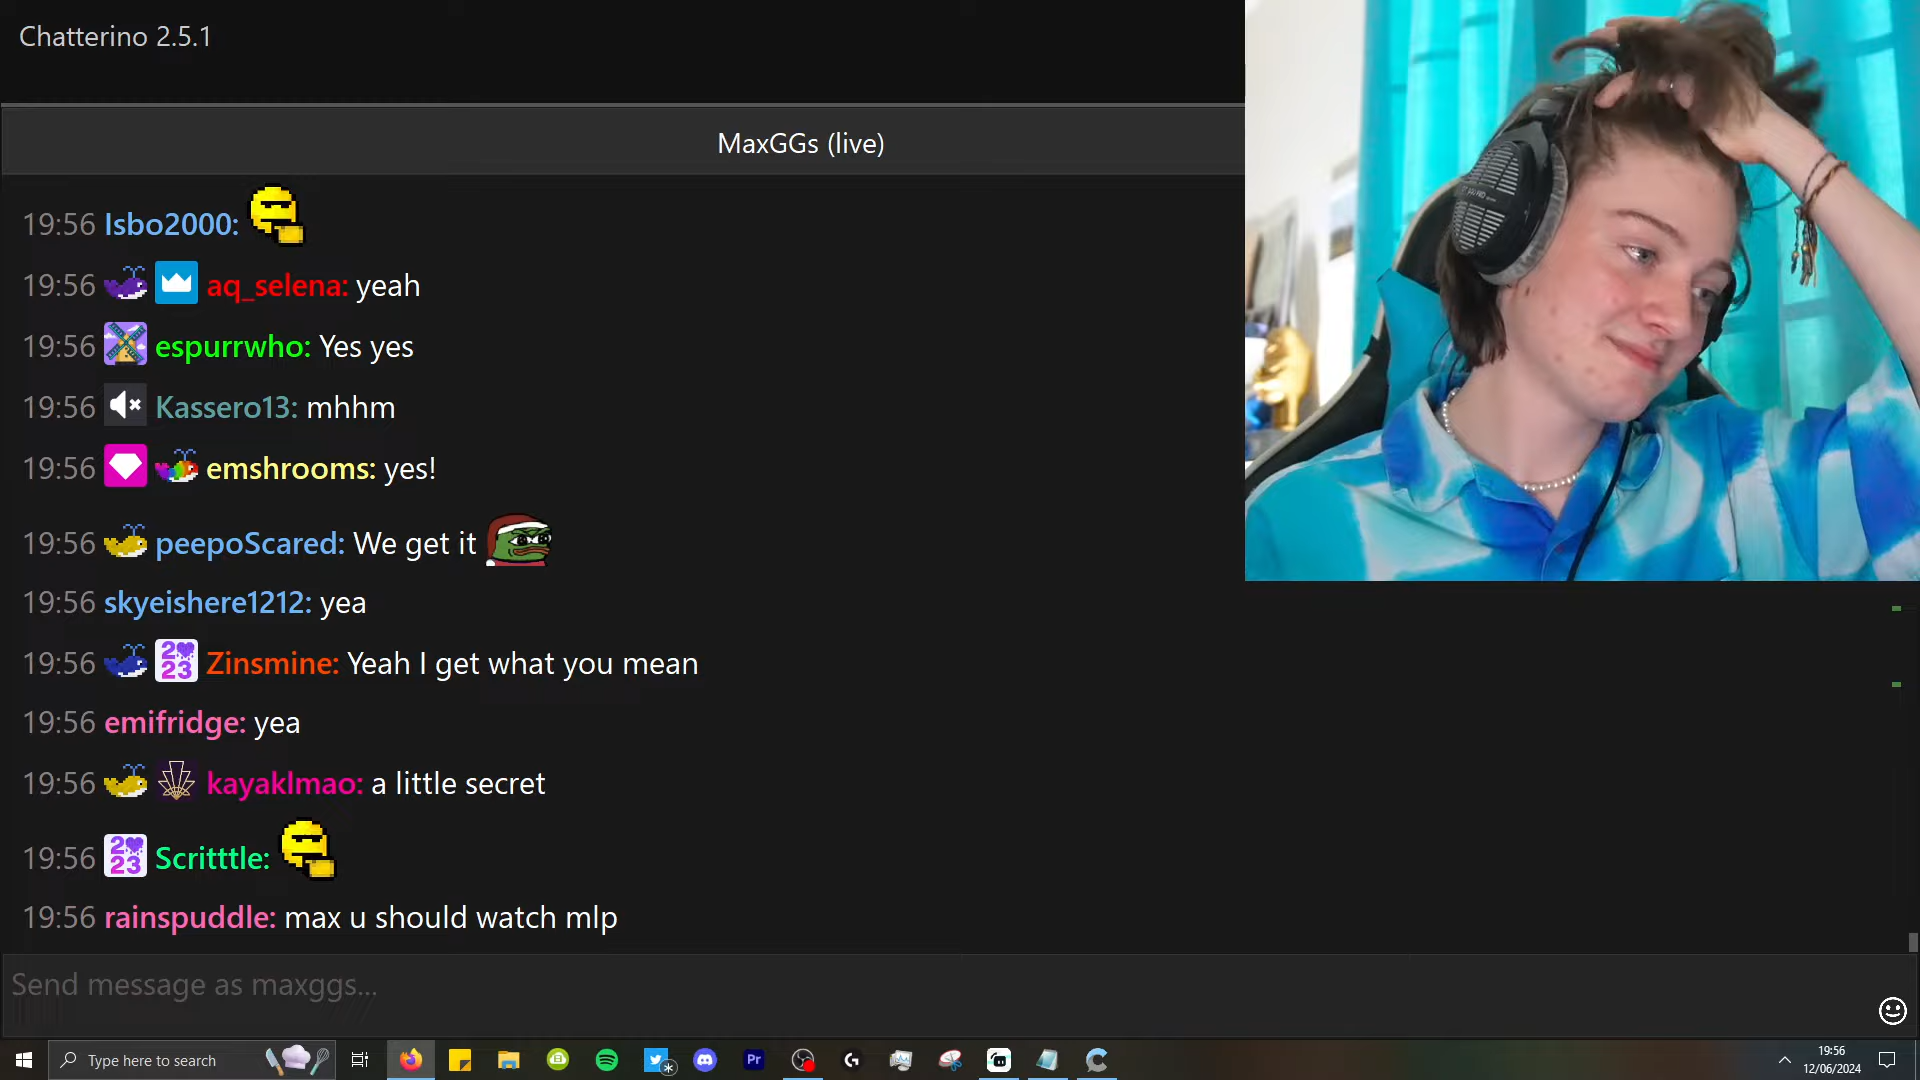 Chatterino 2.5.1
MaxGGs (live)
19:56 Isbo2000:
19:56 aq_selena: yeah
19:56 espurrwho: Yes yes
19:56 Kassero13: mhhm
19:56 emshrooms: yes!
19:56 peepoScared: We get it
19:56 skyeishere1212: yea
19:56 2023 Zinsmine: Yeah I get what you mean
19:56 emifridge: yea
19:56 kayaklmao: a little secret
19:56 2023 Scritttle:
19:56 rainspuddle: max u should watch mlp
Send message as maxggs...
Type here to search
Pr
19:56
12/06/2024